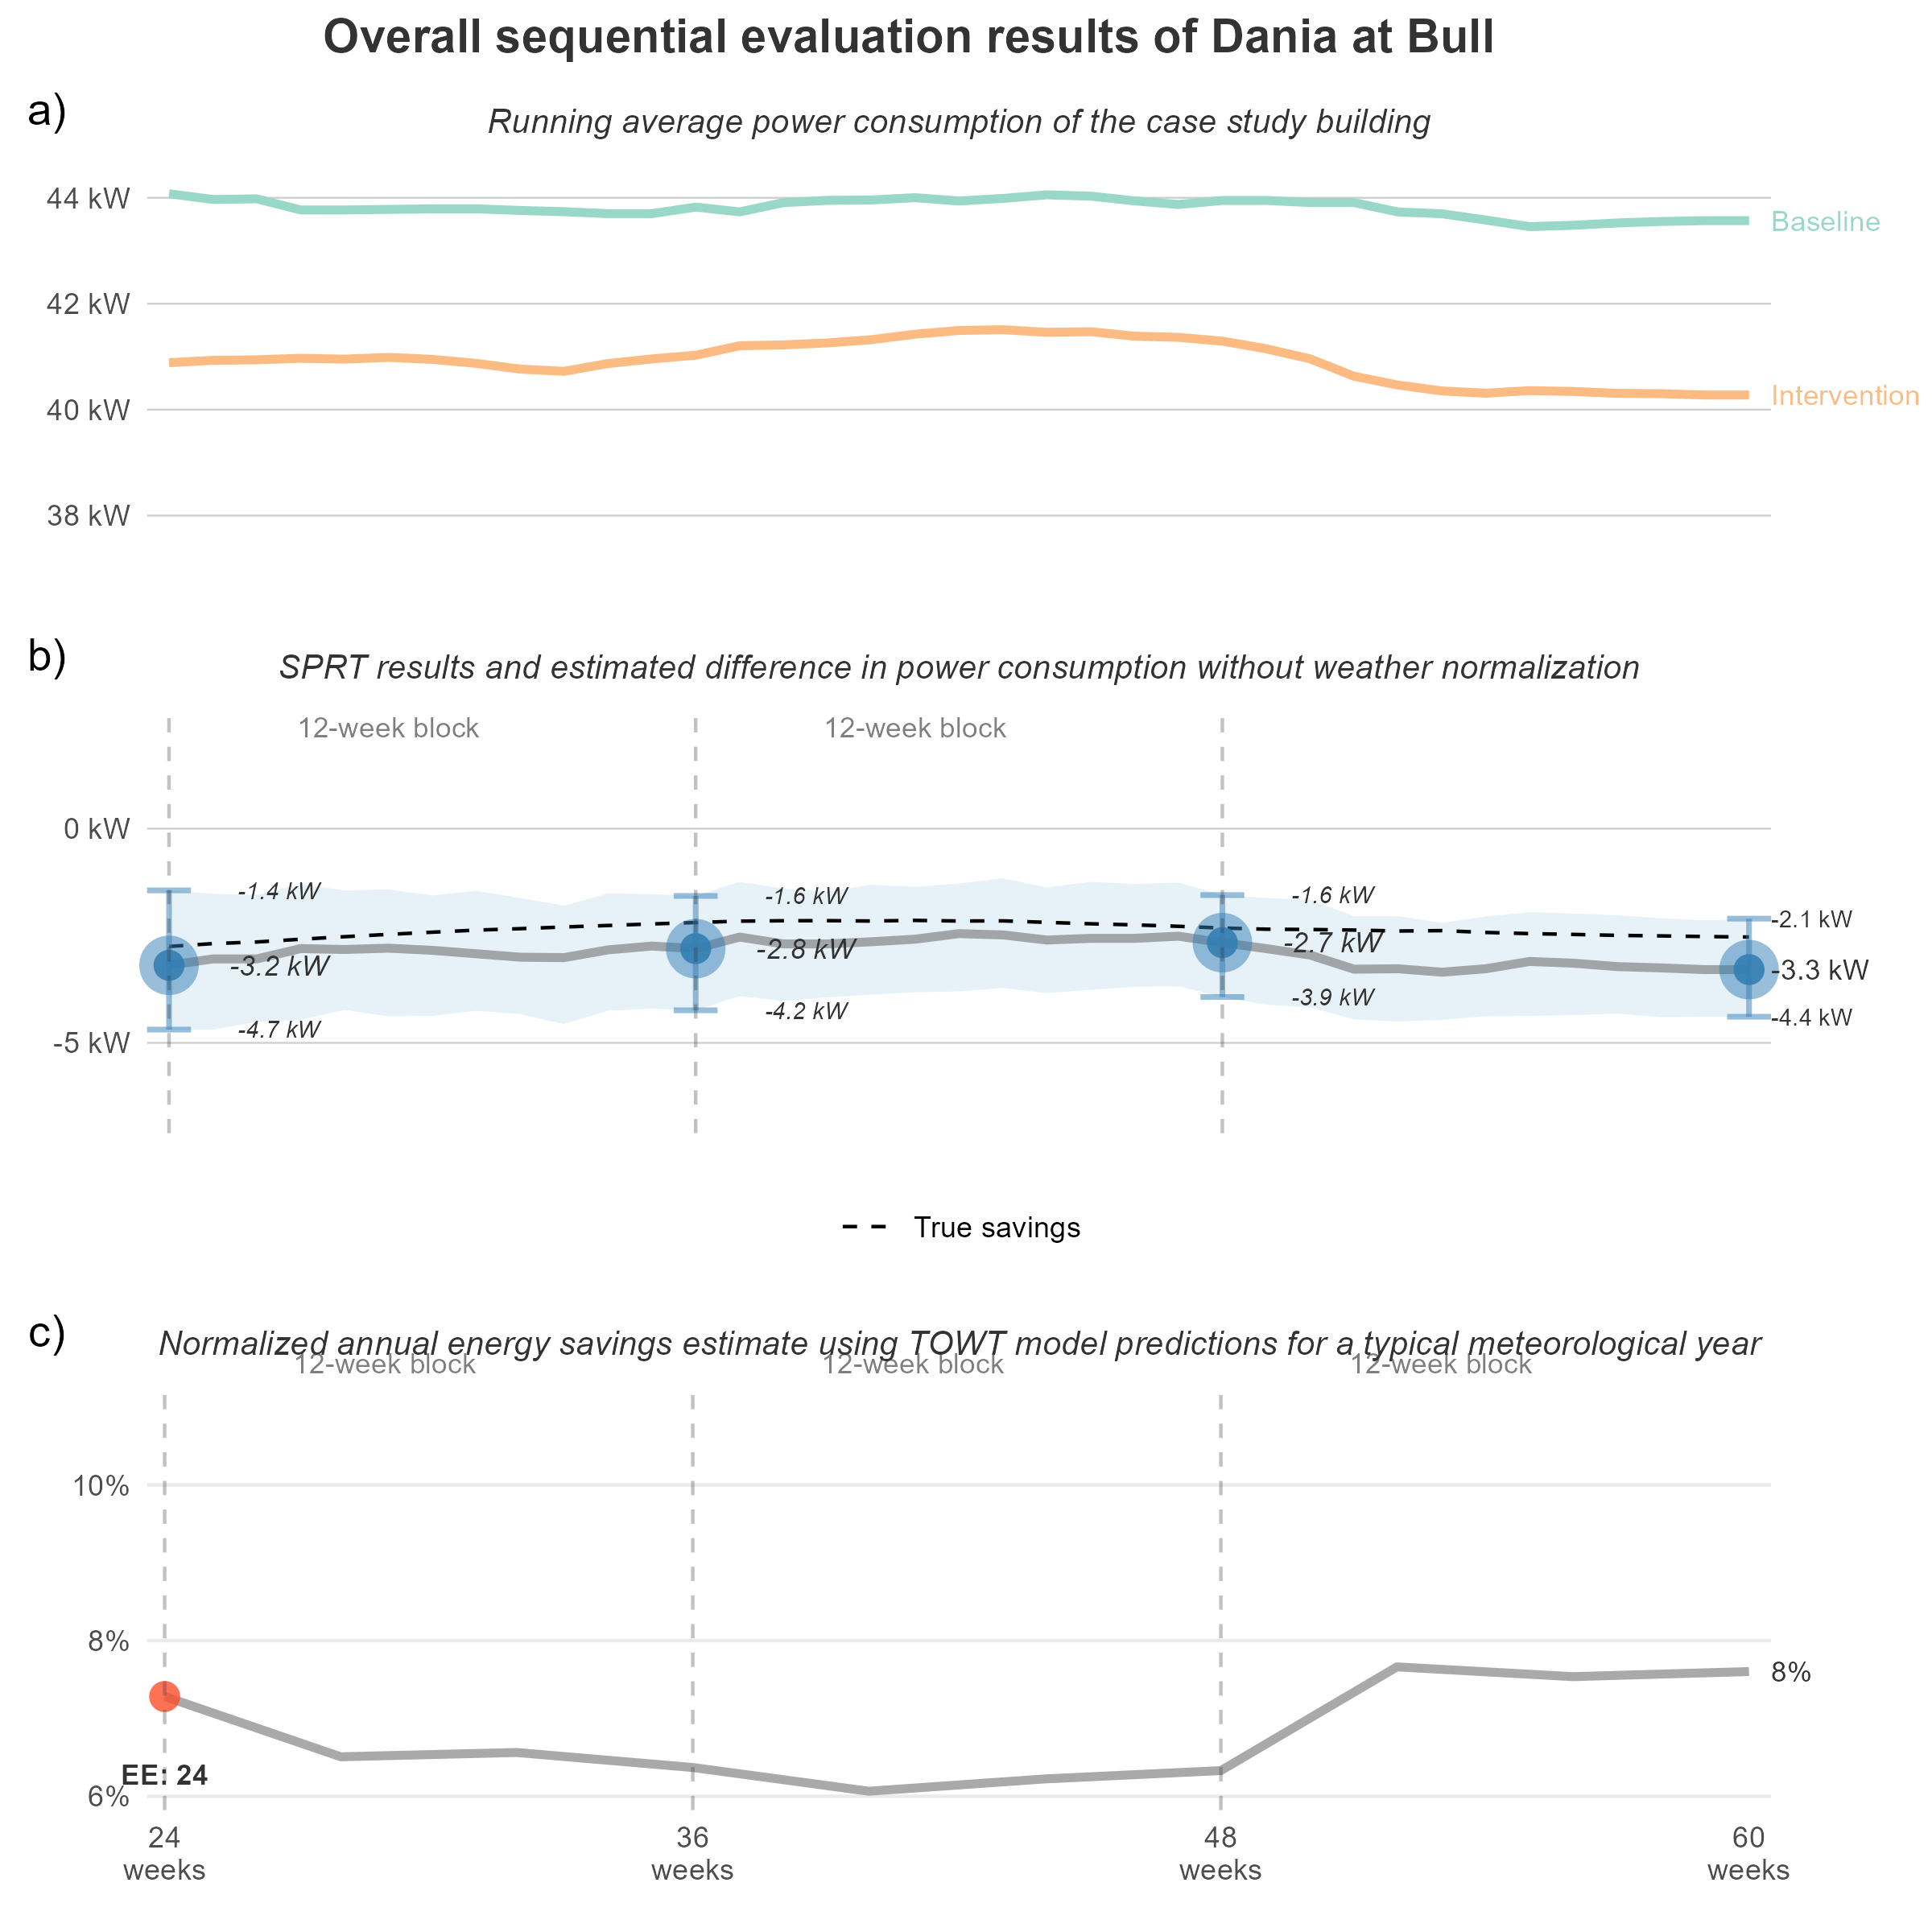 Overall sequential evaluation results of Dania at Bull
a)
Running average power consumption of the case study building
44 kW
Baseline
42 kW
Intervention
40 kW
38 kW
b)
SPRT results and estimated difference in power consumption without weather normalization
12-week block 12-week block
0 kW
-1.4 kW -1.6 kW -1.6 kW -2.1 kW
-3.2 kW -2.8 kW -2.7 kW -3.3 kW
-4.7 kW -4.2 kW -3.9 kW -4.4 kW
-5 kW
True savings
c)
Normalized annual energy savings estimate using TOWT model predictions for a typical meteorological year
12-week block 12-week block 12-week block
10%
8%
8%
EE: 24
6%
24 36 48 60
weeks weeks weeks weeks